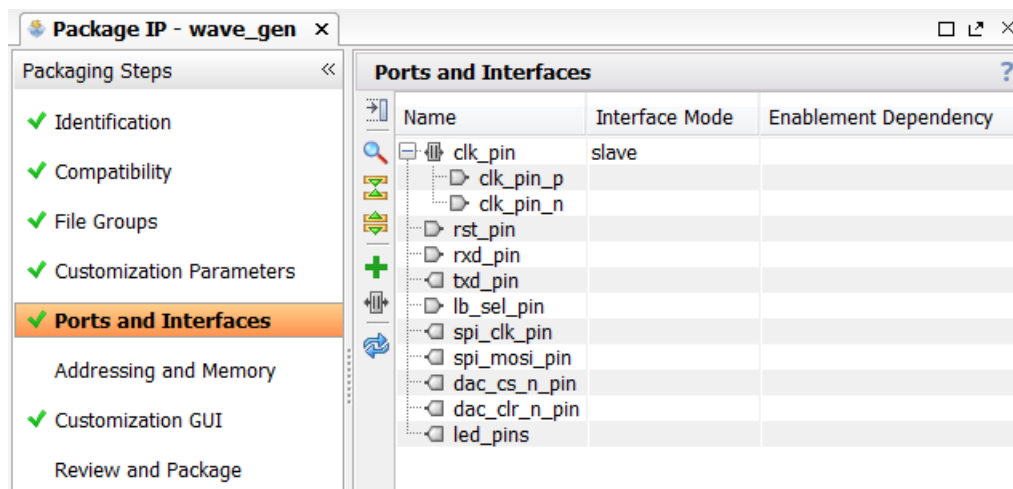 Package IP - wave_gen
Packaging Steps
Identification
Compatibility
File Groups
Customization Parameters
Ports and Interfaces
Addressing and Memory
Customization GUI
Review and Package
Ports and Interfaces
Name Interface Mode Enablement Dependency
clk_pin slave
clk_pin_p
clk_pin_n
rst_pin
rxd_pin
txd_pin
lb_sel_pin
spi_clk_pin
spi_mosi_pin
dac_cs_n_pin
dac_clr_n_pin
led_pins